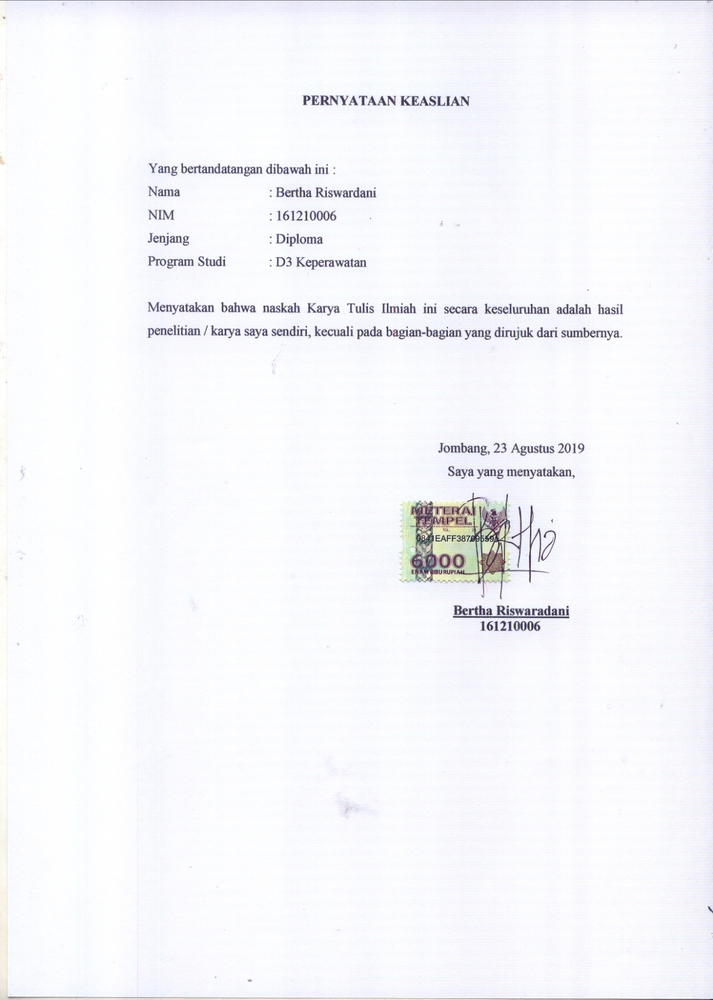 PERNYATAAN KEASLIAN
Yang bertandatangan dibawah ini :
Nama : Bertha Riswardani
NIM : 161210006
Jenjang : Diploma
Program Studi : D3 Keperawatan
Menyatakan bahwa naskah Karya Tulis Ilmiah ini secara keseluruhan adalah hasil
penelitian / karya saya sendiri, kecuali pada bagian-bagian yang dirujuk dari sumbernya.
Jombang, 23 Agustus 2019
Saya yang menyatakan,
METERAI
TEMPEL
TGL. 20
6000
ENAM RIBU RUPIAH
Bertha Riswaradani
161210006